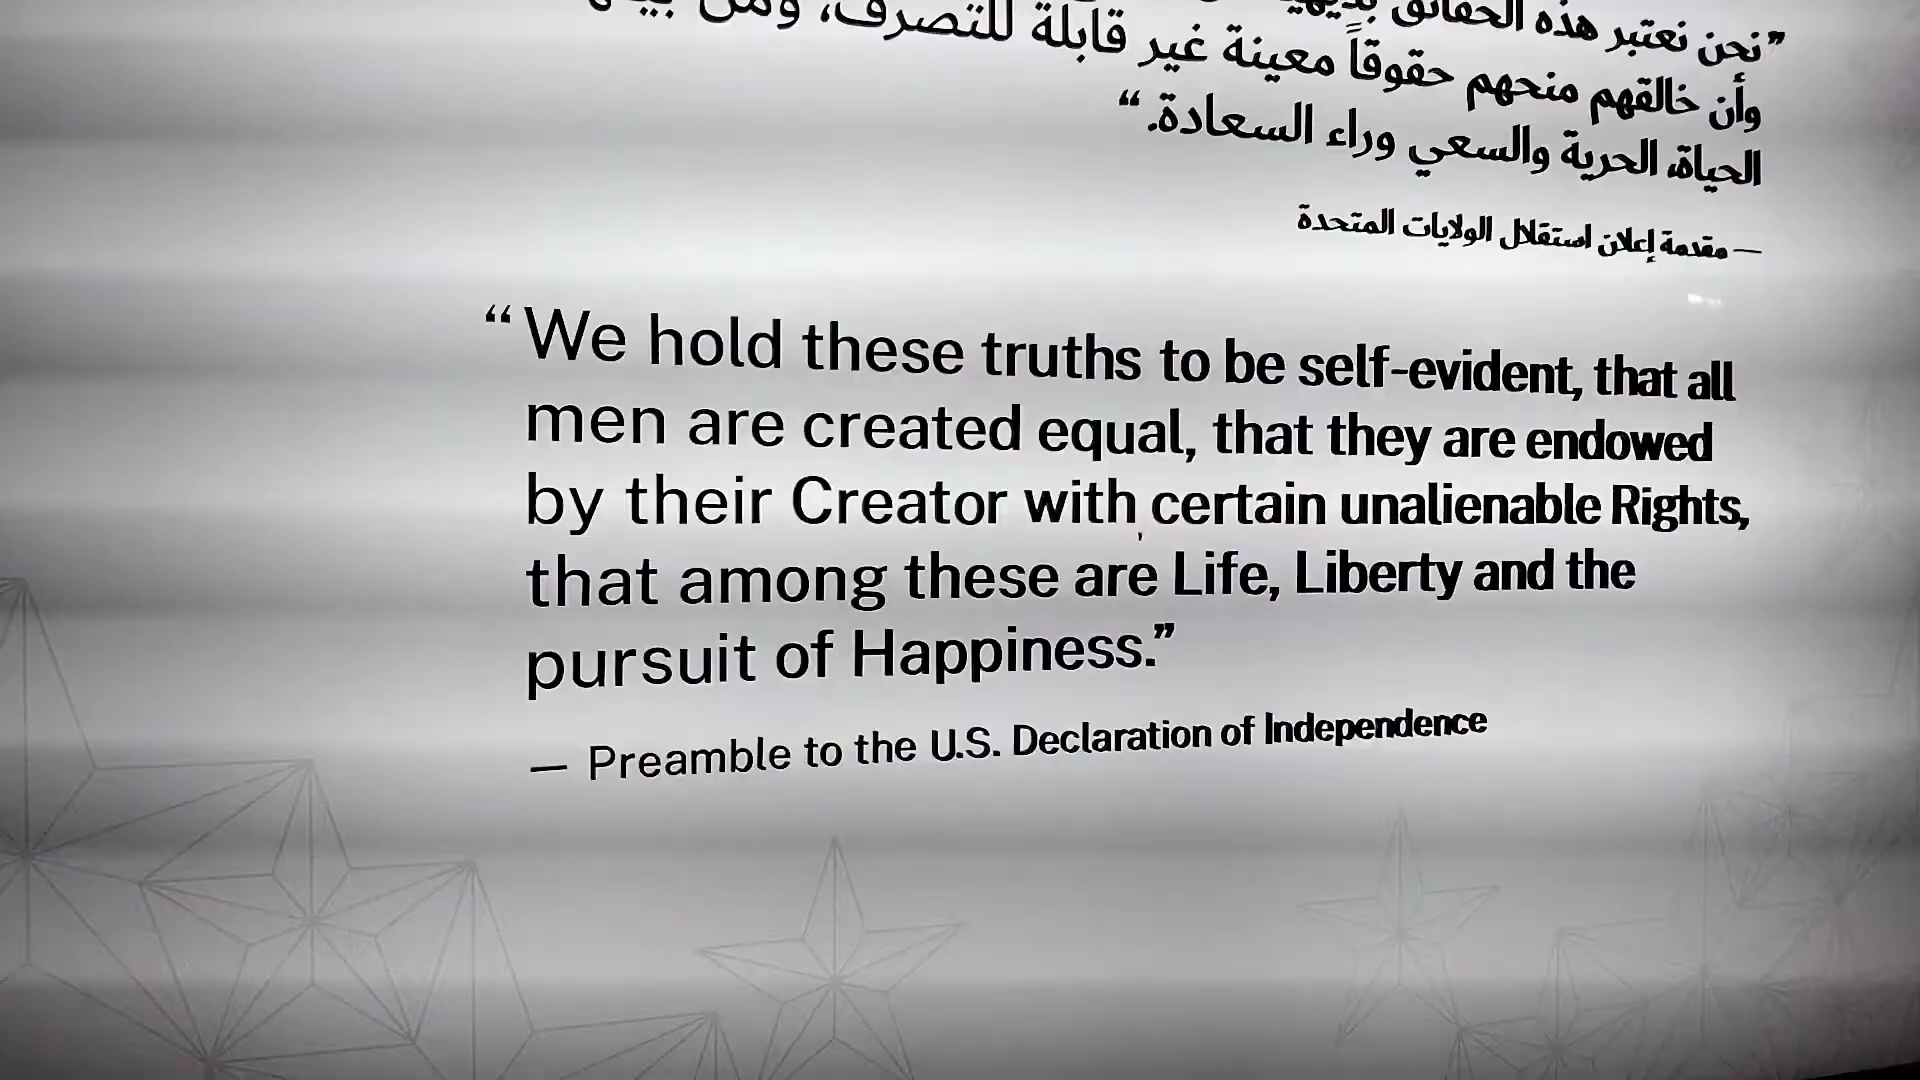 ”نحن نعتبر هذه الحقائق
وأن خالقهم منحهم حقوقاً معينة غير قابلة للتصرف، ومن بينها
الحياة، الحرية والسعي وراء السعادة.“
— مقدمة إعلان استقلال الولايات المتحدة
“We hold these truths to be self-evident, that all
men are created equal, that they are endowed
by their Creator with certain unalienable Rights,
that among these are Life, Liberty and the
pursuit of Happiness.”
— Preamble to the U.S. Declaration of Independence